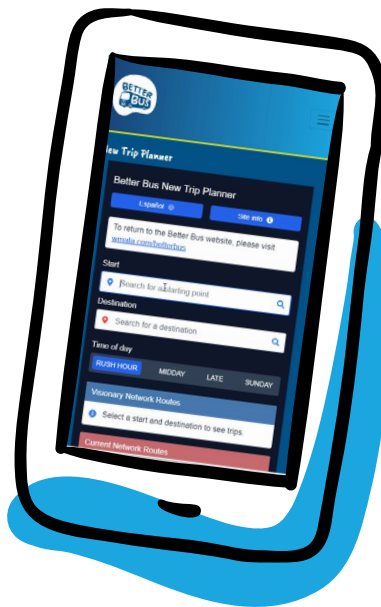 BETTER
BUS
New Trip Planner
Better Bus New Trip Planner
Español
Site info
To return to the Better Bus website, please visit
wmata.com/betterbus
Start
Search for a starting point
Destination
Search for a destination
Time of day
RUSH HOUR MIDDAY LATE SUNDAY
Visionary Network Routes
Select a start and destination to see trips.
Current Network Routes